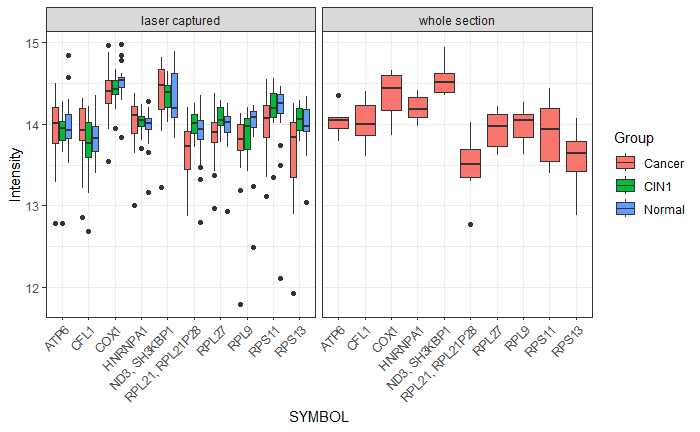 laser captured
whole section
15
14
13
12
Intensity
ATP6
CFL1
COX1
HNRNPA1
ND3, SH3KBP1
RPL21, RPL21P28
RPL27
RPL9
RPS11
RPS13
ATP6
CFL1
COX1
HNRNPA1
ND3, SH3KBP1
RPL21, RPL21P28
RPL27
RPL9
RPS11
RPS13
SYMBOL
Group
Cancer
CIN1
Normal